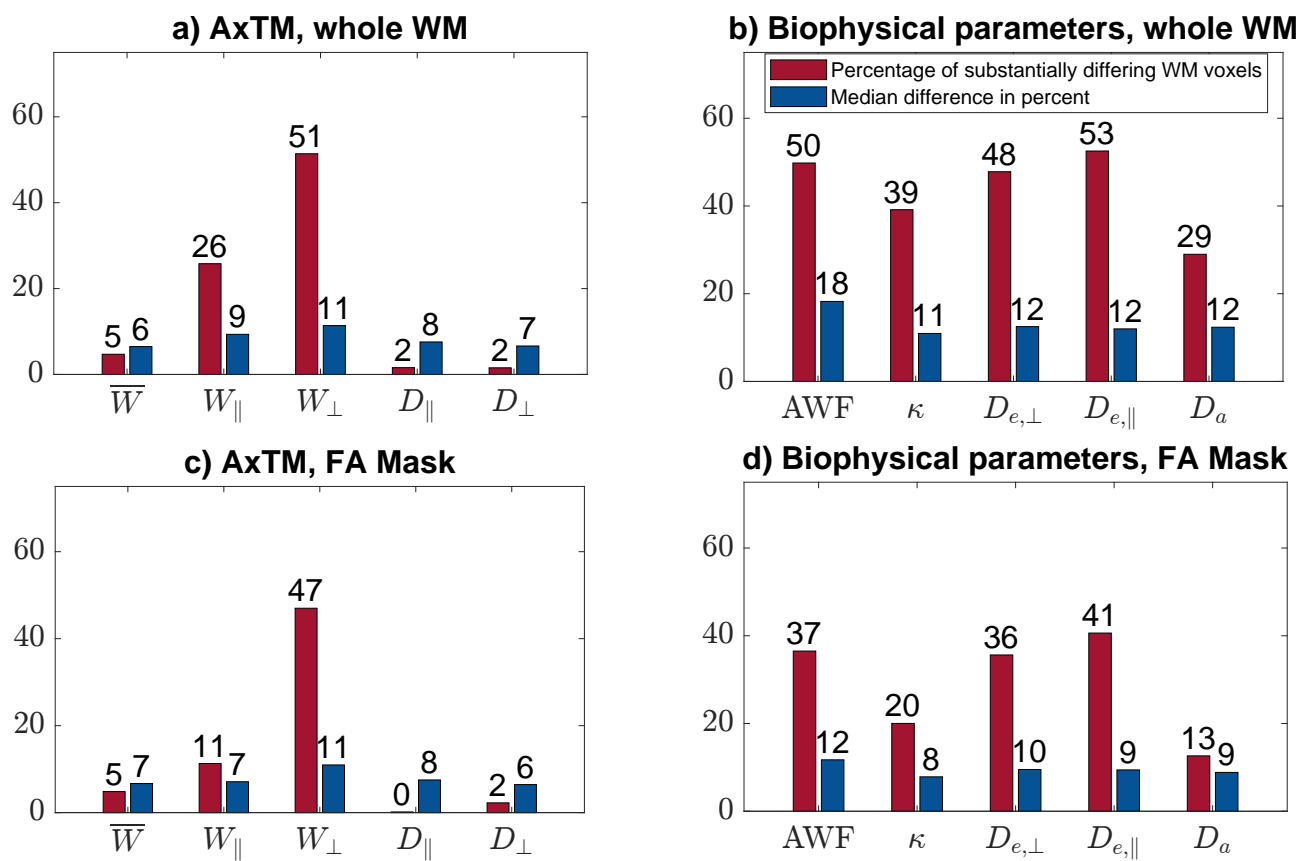 a) AxTM, whole WM
60
40
20
0
5 6 26 9 51 11 2 8 2 7
W̅ W∥ W⊥ D∥ D⊥
b) Biophysical parameters, whole WM
Percentage of substantially differing WM voxels
Median difference in percent
60
40
20
0
50 18 39 11 48 12 53 12 29 12
AWF κ De,⊥ De,∥ Da
c) AxTM, FA Mask
60
40
20
0
5 7 11 7 47 11 0 8 2 6
W̅ W∥ W⊥ D∥ D⊥
d) Biophysical parameters, FA Mask
60
40
20
0
37 12 20 8 36 10 41 9 13 9
AWF κ De,⊥ De,∥ Da